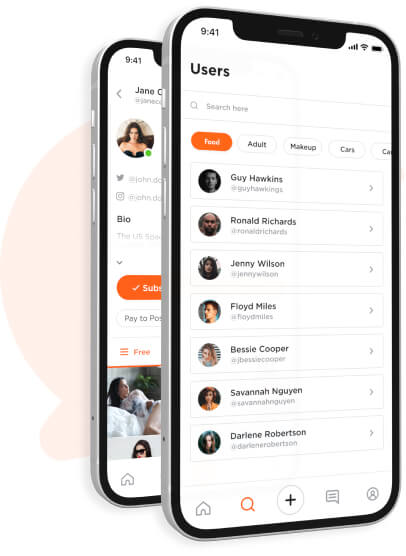 9:41
Jane C
@janec
@john.do
@john.do
Bio
The US Spec
Subs
Pay to Pos
Free
9:41
Users
Search here
Food Adult Makeup Cars Ca
Guy Hawkins
@guyhawkings
Ronald Richards
@ronaldrichards
Jenny Wilson
@jennywilson
Floyd Miles
@floydmiles
Bessie Cooper
@jbessiecooper
Savannah Nguyen
@savannahnguyen
Darlene Robertson
@darlenerobertson